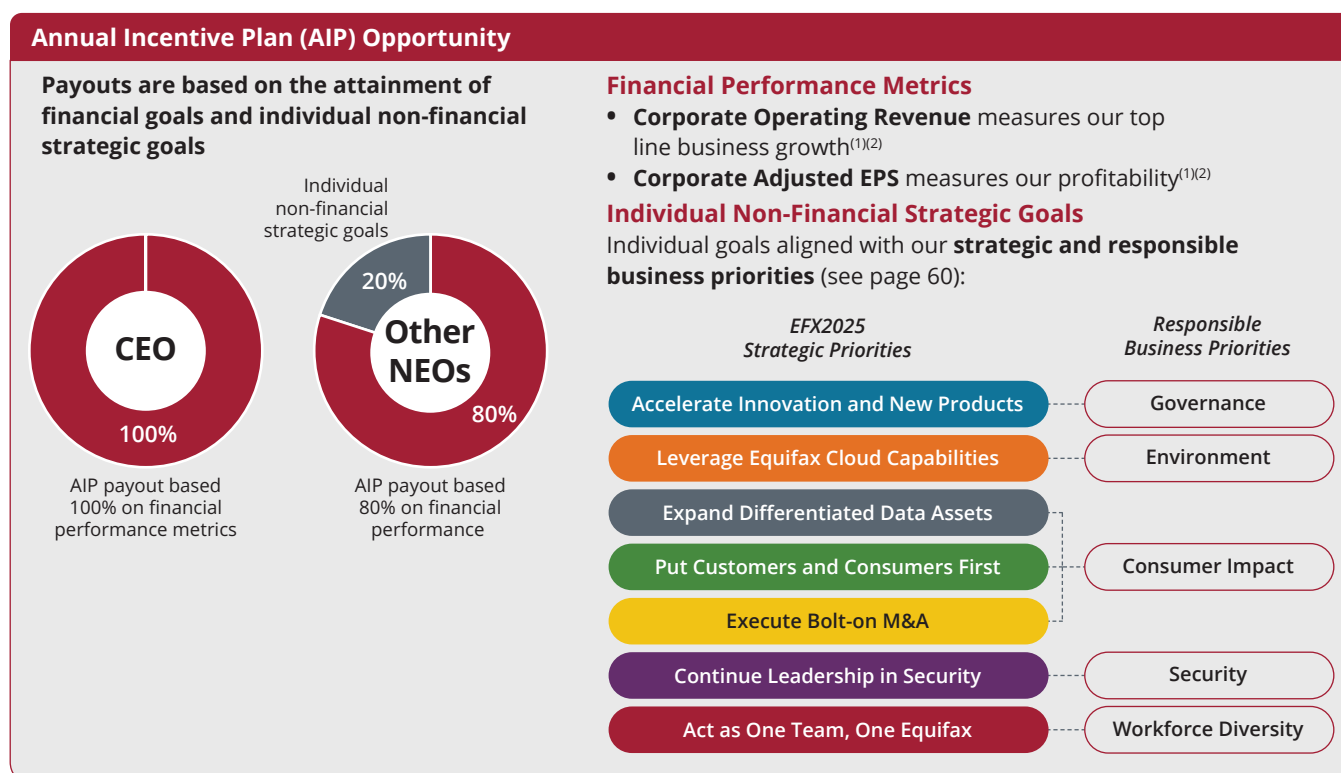 Annual Incentive Plan (AIP) Opportunity
Payouts are based on the attainment of
financial goals and individual non-financial
strategic goals
Individual
non-financial
strategic goals
CEO
100%
AIP payout based
100% on financial
performance metrics
20%
Other
NEOs
80%
AIP payout based
80% on financial
performance
Financial Performance Metrics
• Corporate Operating Revenue measures our top
line business growth(1)(2)
• Corporate Adjusted EPS measures our profitability(1)(2)
Individual Non-Financial Strategic Goals
Individual goals aligned with our strategic and responsible
business priorities (see page 60):
EFX2025
Strategic Priorities
Responsible
Business Priorities
Accelerate Innovation and New Products
Governance
Leverage Equifax Cloud Capabilities
Environment
Expand Differentiated Data Assets
Put Customers and Consumers First
Consumer Impact
Execute Bolt-on M&A
Continue Leadership in Security
Security
Act as One Team, One Equifax
Workforce Diversity